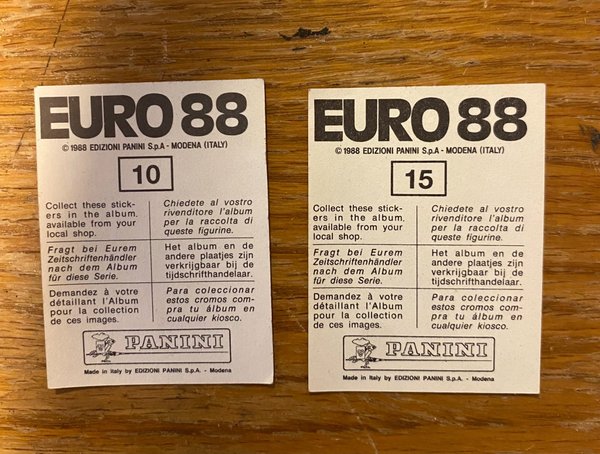 EURO 88
© 1988 EDIZIONI PANINI S.p.A - MODENA (ITALY)
10
Collect these stick-
ers in the album,
available from your
local shop.
Chiedete al vostro
rivenditore l'album
per la raccolta di
queste figurine.
Fragt bei Eurem
Zeitschriftenhändler
nach dem Album
für diese Serie.
Het album en de
andere plaatjes zijn
verkrijgbaar bij de
tijdschrifthandelaar.
Demandez à votre
détaillant l'Album
pour la collection
de ces images.
Para coleccionar
estos cromos com-
pra tu álbum en
cualquier kiosco.
PANINI
Made in Italy by EDIZIONI PANINI S.p.A. - Modena
EURO 88
© 1988 EDIZIONI PANINI S.p.A - MODENA (ITALY)
15
Collect these stick-
ers in the album,
available from your
local shop.
Chiedete al vostro
rivenditore l'album
per la raccolta di
queste figurine.
Fragt bei Eurem
Zeitschriftenhändler
nach dem Album
für diese Serie.
Het album en de
andere plaatjes zijn
verkrijgbaar bij de
tijdschrifthandelaar.
Demandez à votre
détaillant l'Album
pour la collection
de ces images.
Para coleccionar
estos cromos com-
pra tu álbum en
cualquier kiosco.
PANINI
Made in Italy by EDIZIONI PANINI S.p.A. - Modena